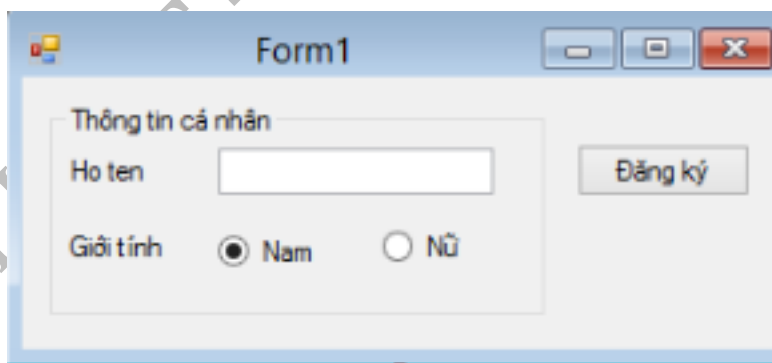 Form1
Thông tin cá nhân
Ho ten
Đăng ký
Giới tính Nam Nữ